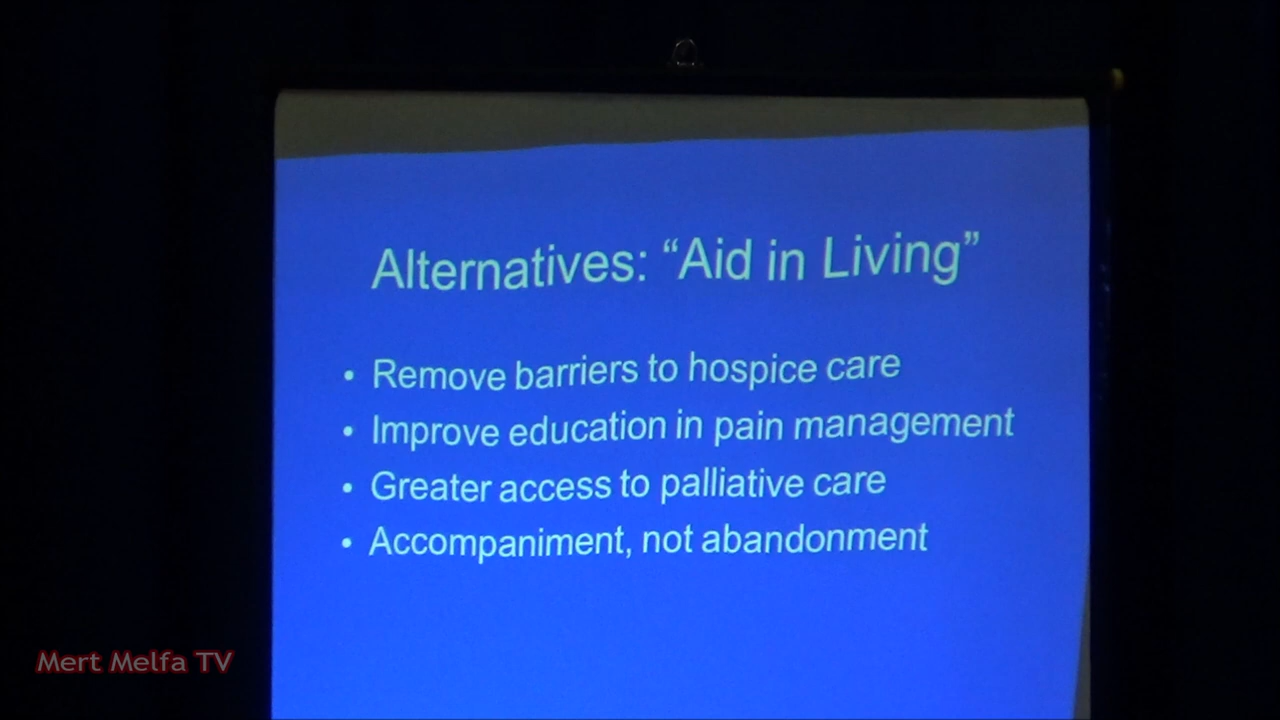 Alternatives: “Aid in Living”
• Remove barriers to hospice care
• Improve education in pain management
• Greater access to palliative care
• Accompaniment, not abandonment
Mert Melfa TV